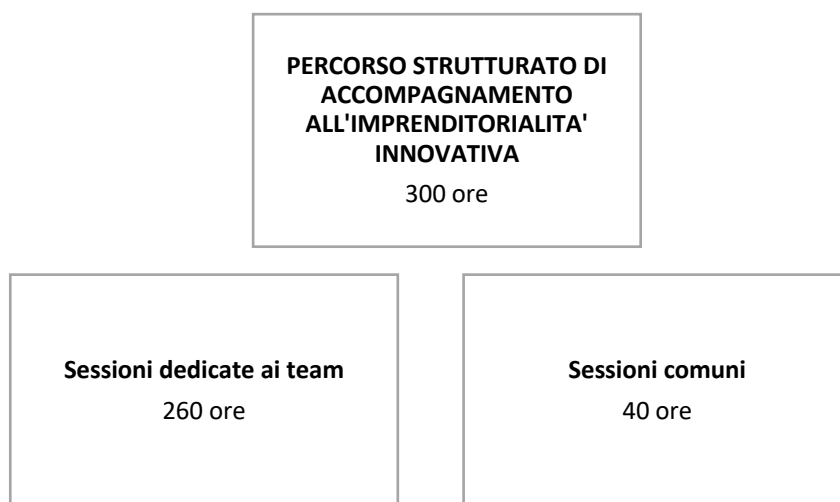 PERCORSO STRUTTURATO DI
ACCOMPAGNAMENTO
ALL'IMPRENDITORIALITA'
INNOVATIVA
300 ore
Sessioni dedicate ai team
260 ore
Sessioni comuni
40 ore